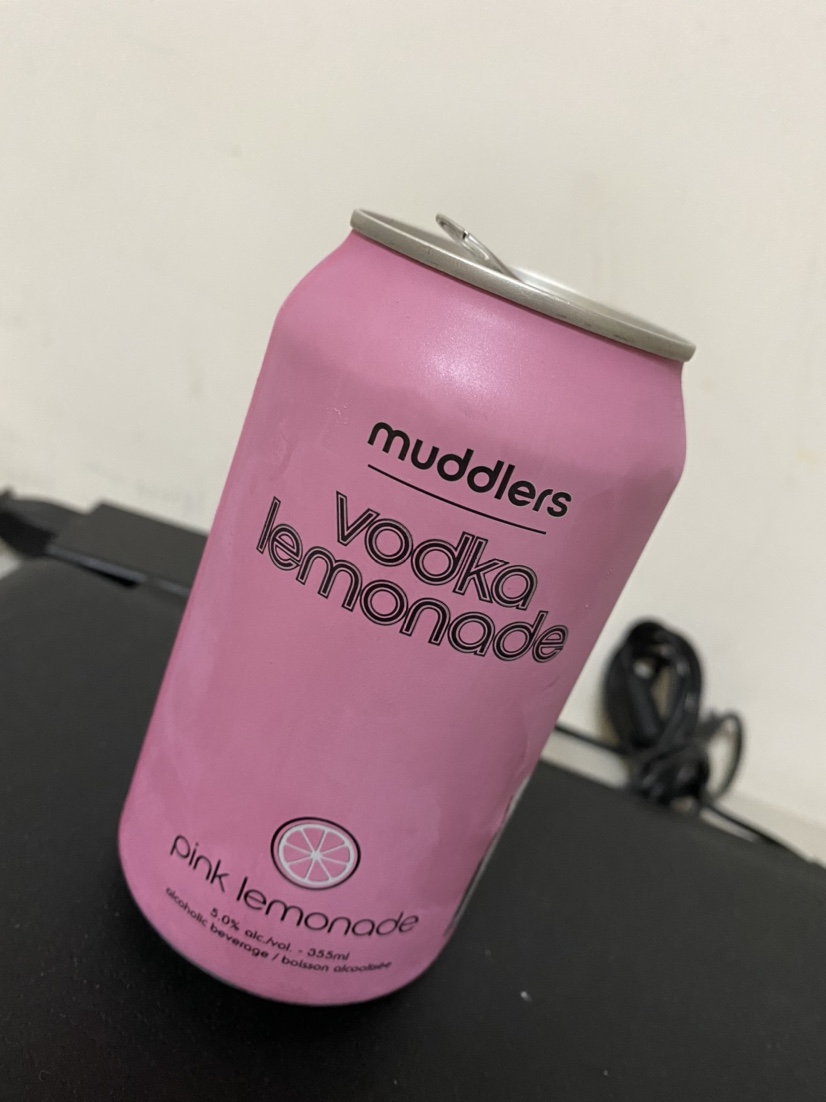 muddlers
vodka
lemonade
pink lemonade
5.0% alc./vol. - 355ml
alcoholic beverage / boisson alcoolisée